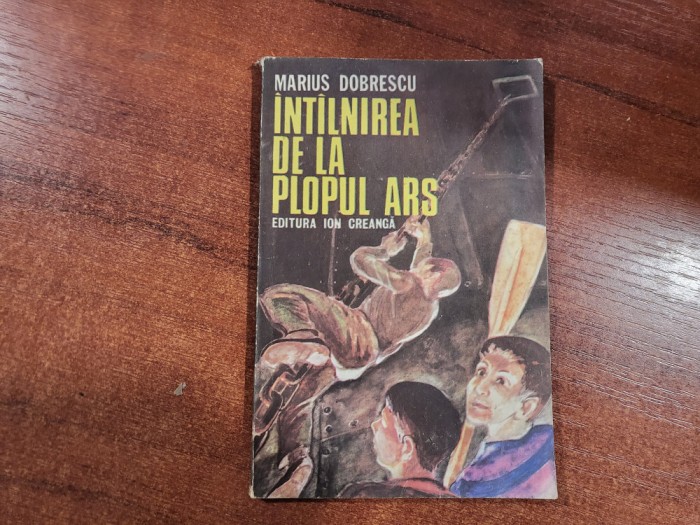 MARIUS DOBRESCU
ÎNTÎLNIREA
DE LA
PLOPUL ARS
EDITURA ION CREANGĂ